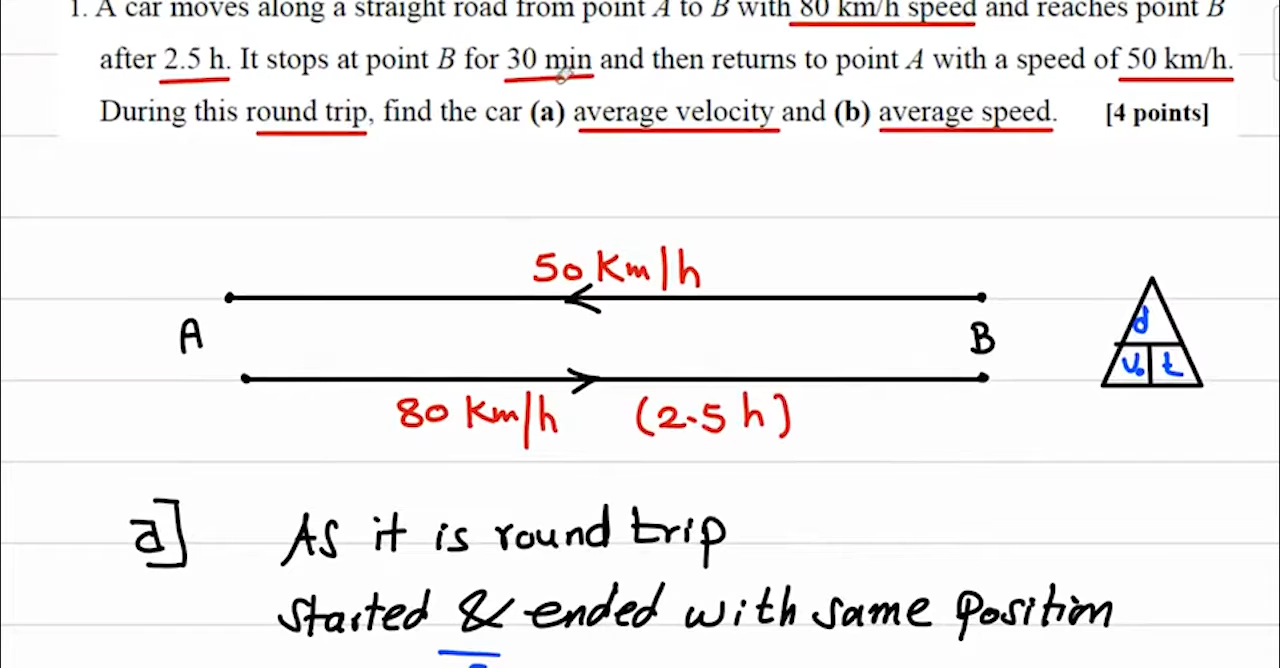 1. A car moves along a straight road from point A to B with 80 km/h speed and reaches point B
after 2.5 h. It stops at point B for 30 min and then returns to point A with a speed of 50 km/h.
During this round trip, find the car (a) average velocity and (b) average speed. [4 points]
50 Km/h
A
B
d
v. t
80 Km/h (2.5 h)
a] As it is round trip
started & ended with same position